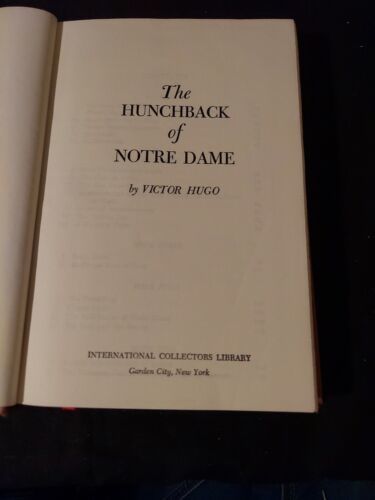 The
HUNCHBACK
of
NOTRE DAME
by VICTOR HUGO
INTERNATIONAL COLLECTORS LIBRARY
Garden City, New York